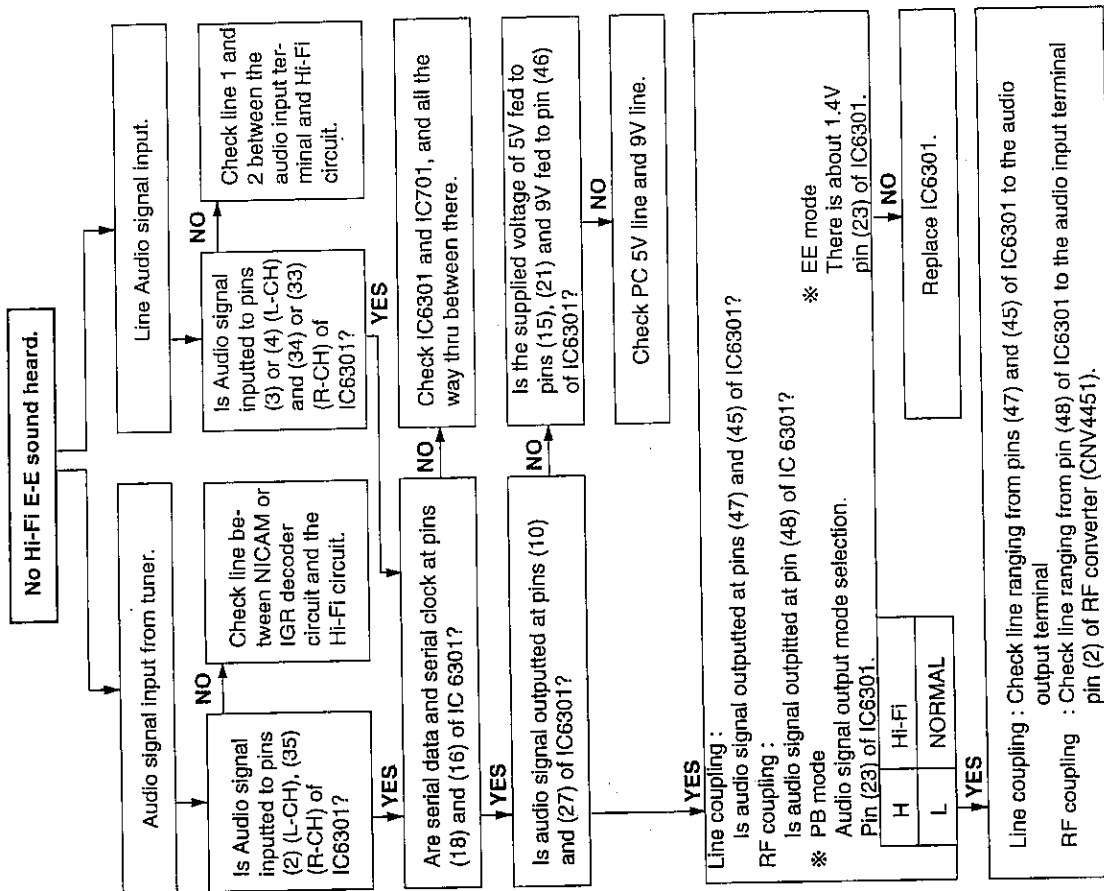 No Hi-Fi E-E sound heard.
Audio signal input from tuner.
Line Audio signal input.
Is Audio signal
inputted to pins
(2) (L-CH), (35)
(R-CH) of
IC6301?
NO
Check line be-
tween NICAM or
IGR decoder
circuit and the
Hi-Fi circuit.
Is Audio signal
inputted to pins
(3) or (4) (L-CH)
and (34) or (33)
(R-CH) of
IC6301?
NO
Check line 1 and
2 between the
audio input ter-
minal and Hi-Fi
circuit.
YES
YES
Are serial data and serial clock at pins
(18) and (16) of IC 6301?
NO
Check IC6301 and IC701, and all the
way thru between there.
YES
Is audio signal outputted at pins (10)
and (27) of IC6301?
NO
Is the supplied voltage of 5V fed to
pins (15), (21) and 9V fed to pin (46)
of IC6301?
NO
Check PC 5V line and 9V line.
YES
Line coupling :
Is audio signal outputted at pins (47) and (45) of IC6301?
RF coupling :
Is audio signal outpitted at pin (48) of IC 6301?
※ PB mode
Audio signal output mode selection.
Pin (23) of IC6301.
H Hi-Fi
L NORMAL
※ EE mode
There is about 1.4V
pin (23) of IC6301.
NO
Replace IC6301.
YES
Line coupling : Check line ranging from pins (47) and (45) of IC6301 to the audio
output terminal
RF coupling : Check line ranging from pin (48) of IC6301 to the audio input terminal
pin (2) of RF converter (CNV4451).